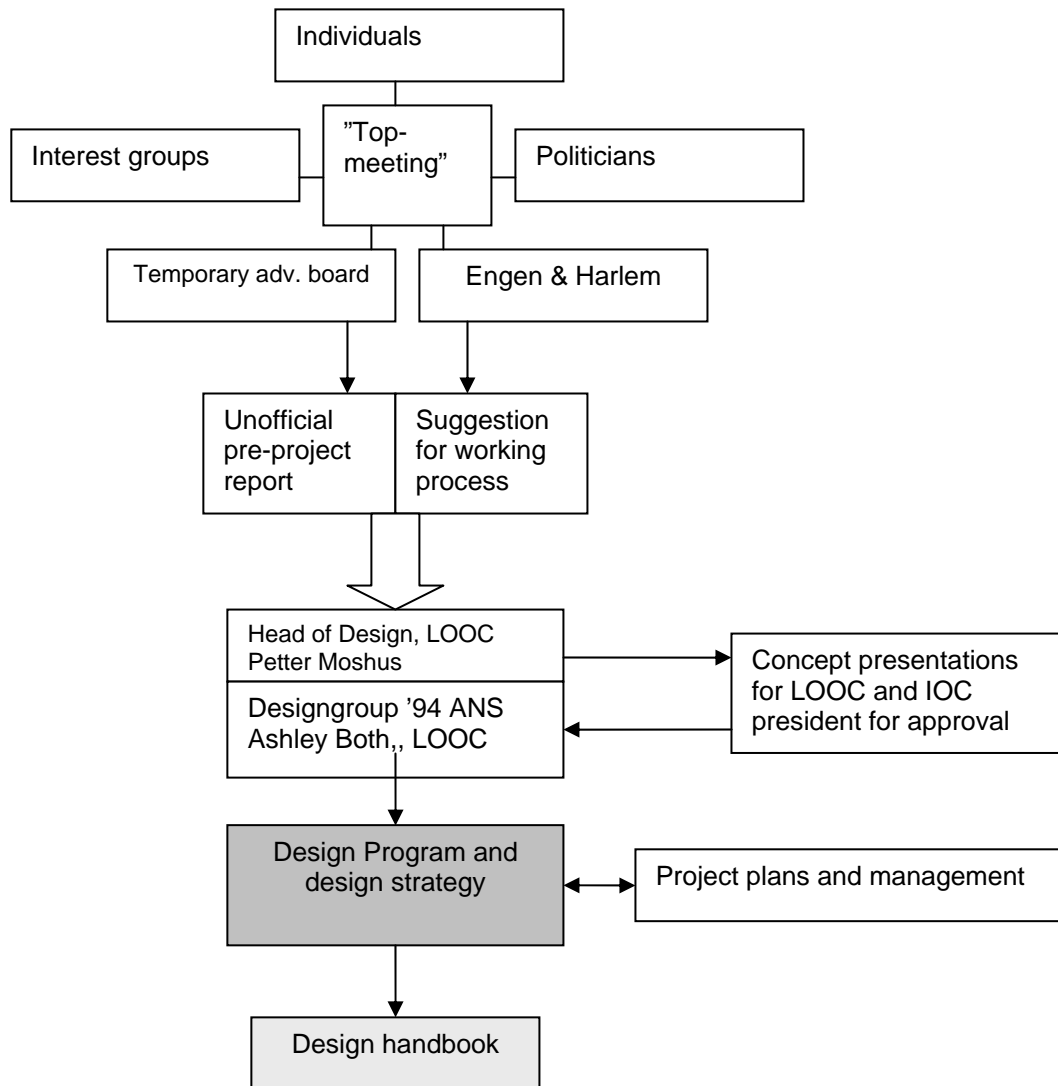 Individuals
”Top-
meeting”
Interest groups
Politicians
Temporary adv. board
Engen & Harlem
Unofficial
pre-project
report
Suggestion
for working
process
Head of Design, LOOC
Petter Moshus
Designgroup ’94 ANS
Ashley Both,, LOOC
Concept presentations
for LOOC and IOC
president for approval
Design Program and
design strategy
Project plans and management
Design handbook